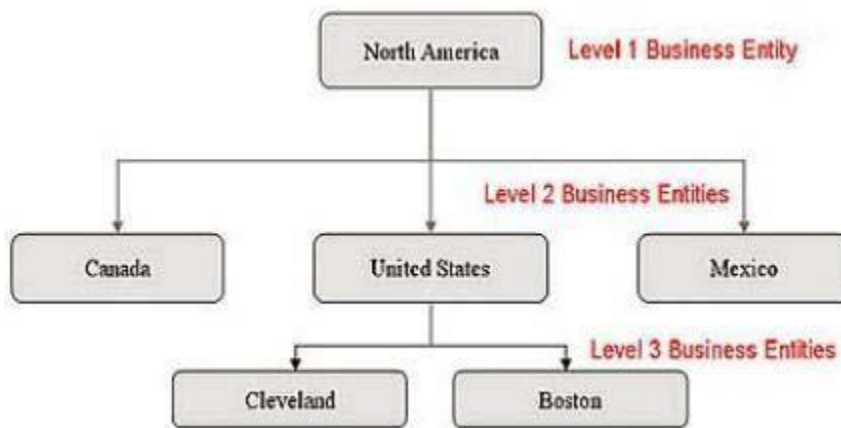 North America
Level 1 Business Entity
Level 2 Business Entities
Canada
United States
Mexico
Level 3 Business Entities
Cleveland
Boston